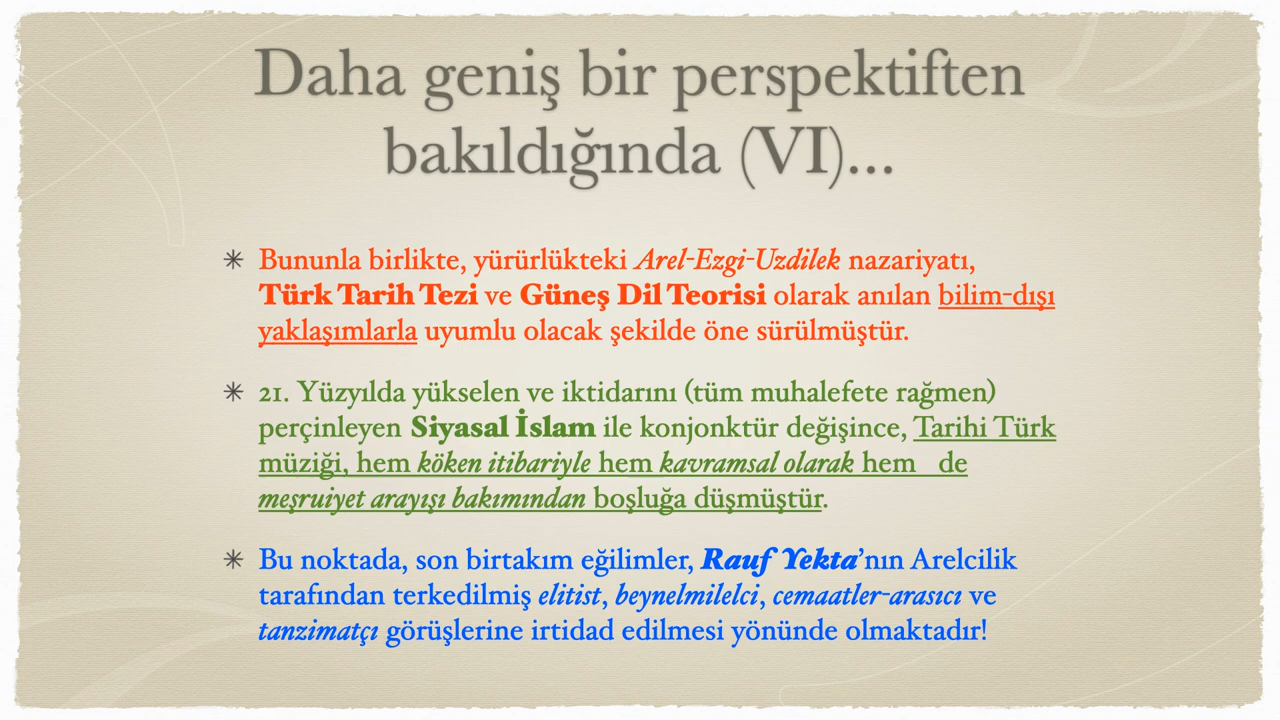 Daha geniş bir perspektiften
bakıldığında (VI)...
Bununla birlikte, yürürlükteki Arel-Ezgi-Uzdilek nazariyatı,
Türk Tarih Tezi ve Güneş Dil Teorisi olarak anılan bilim-dışı
yaklaşımlarla uyumlu olacak şekilde öne sürülmüştür.
21. Yüzyılda yükselen ve iktidarını (tüm muhalefete rağmen)
perçinleyen Siyasal İslam ile konjonktür değişince, Tarihi Türk
müziği, hem köken itibariyle hem kavramsal olarak hem de
meşruiyet arayışı bakımından boşluğa düşmüştür.
Bu noktada, son birtakım eğilimler, Rauf Yekta’nın Arelcilik
tarafından terkedilmiş elitist, beynelmilelci, cemaatler-arasıcı ve
tanzimatçı görüşlerine irtidad edilmesi yönünde olmaktadır!